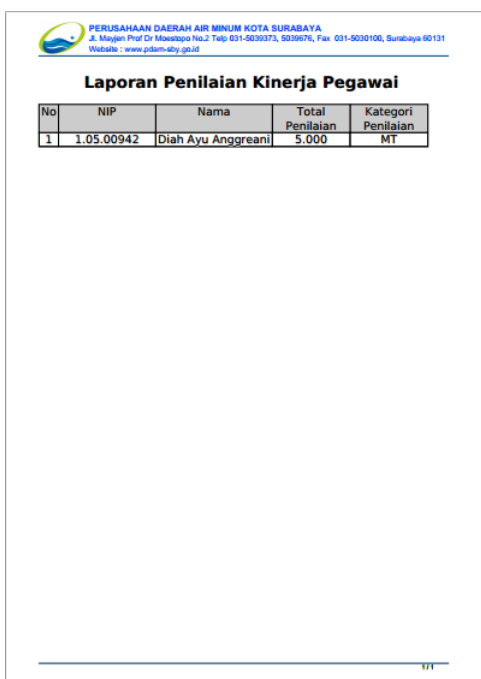 PERUSAHAAN DAERAH AIR MINUM KOTA SURABAYA
Jl. Mayjen Prof Dr Moestopo No.2 Telp 031-5039373, 5039676, Fax 031-5030100, Surabaya 60131
Website : www.pdam-sby.go.id
Laporan Penilaian Kinerja Pegawai
No NIP Nama Total Penilaian Kategori Penilaian
1 1.05.00942 Diah Ayu Anggreani 5.000 MT
1/1